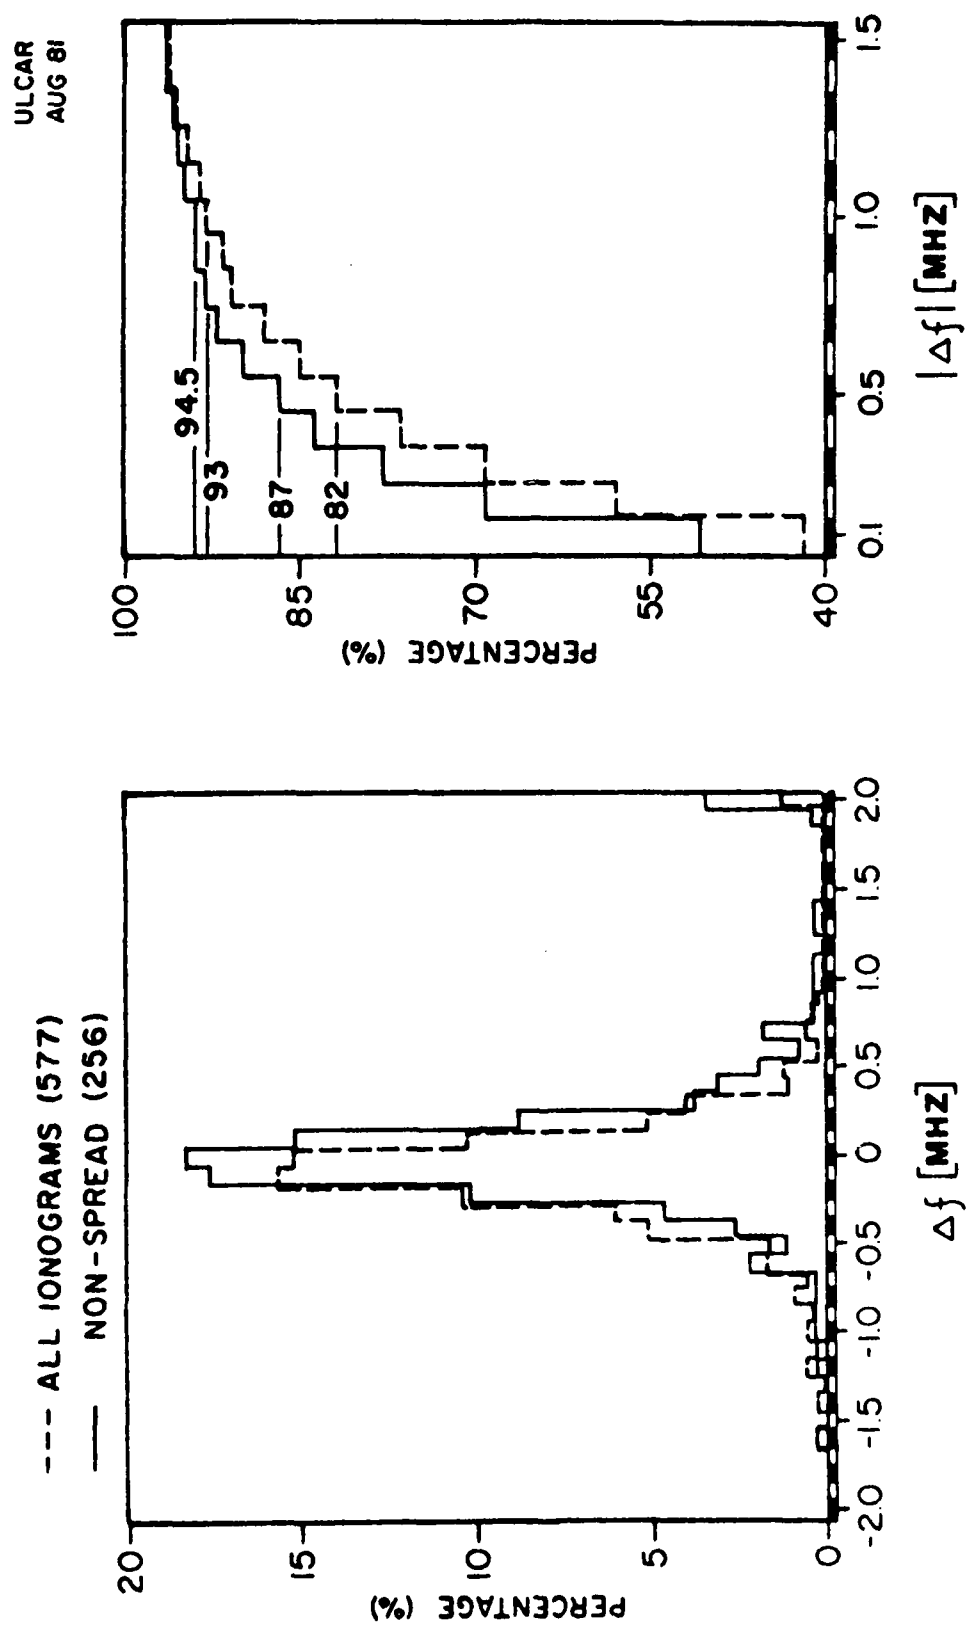 --- ALL IONOGRAMS (577)
—— NON-SPREAD (256)
PERCENTAGE (%)
20
15
10
5
0
-2.0 -1.5 -1.0 -0.5 0 0.5 1.0 1.5 2.0
Δf [MHZ]
ULCAR
AUG 81
PERCENTAGE (%)
100
85
70
55
40
94.5
93
87
82
0.1 0.5 1.0 1.5
|Δf| [MHZ]